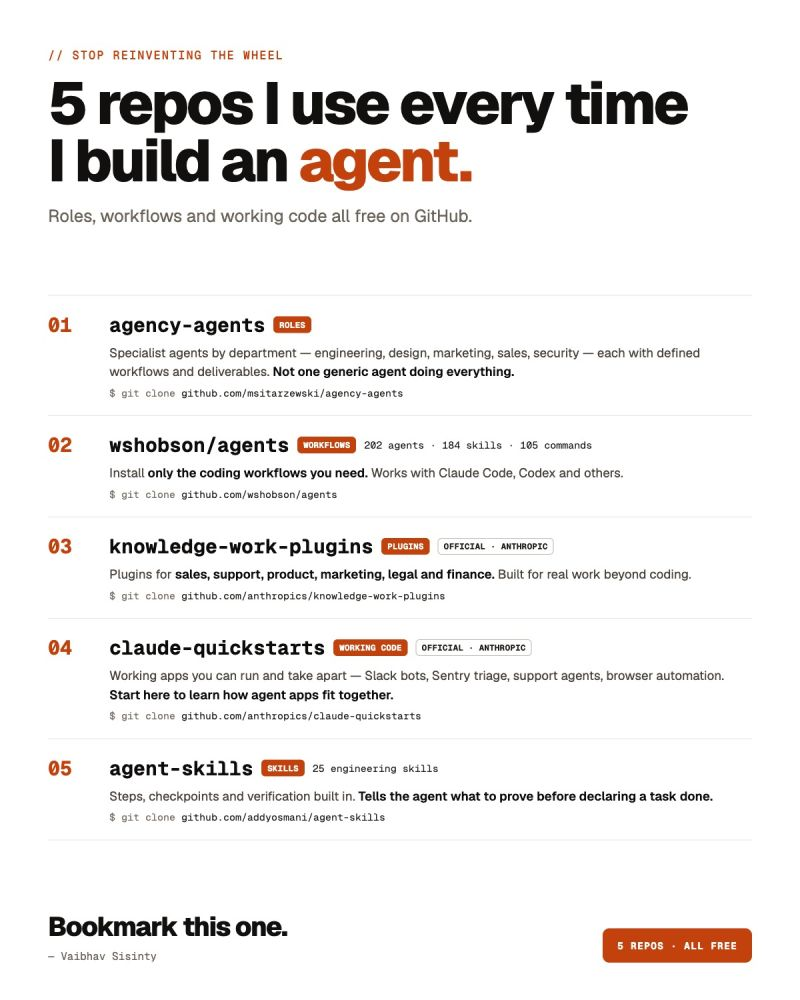 // STOP REINVENTING THE WHEEL
5 repos I use every time
I build an agent.
Roles, workflows and working code all free on GitHub.
01 agency-agents ROLES
Specialist agents by department — engineering, design, marketing, sales, security — each with defined
workflows and deliverables. Not one generic agent doing everything.
$ git clone github.com/msitarzewski/agency-agents
02 wshobson/agents WORKFLOWS 202 agents · 184 skills · 105 commands
Install only the coding workflows you need. Works with Claude Code, Codex and others.
$ git clone github.com/wshobson/agents
03 knowledge-work-plugins PLUGINS OFFICIAL · ANTHROPIC
Plugins for sales, support, product, marketing, legal and finance. Built for real work beyond coding.
$ git clone github.com/anthropics/knowledge-work-plugins
04 claude-quickstarts WORKING CODE OFFICIAL · ANTHROPIC
Working apps you can run and take apart — Slack bots, Sentry triage, support agents, browser automation.
Start here to learn how agent apps fit together.
$ git clone github.com/anthropics/claude-quickstarts
05 agent-skills SKILLS 25 engineering skills
Steps, checkpoints and verification built in. Tells the agent what to prove before declaring a task done.
$ git clone github.com/addyosmani/agent-skills
Bookmark this one.
— Vaibhav Sisinty
5 REPOS · ALL FREE